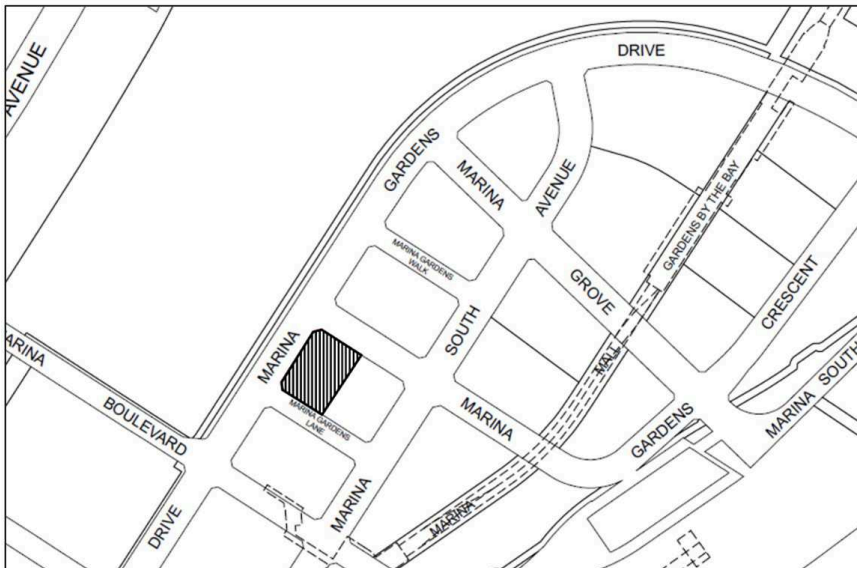 AVENUE
DRIVE
GARDENS
MARINA
AVENUE
GARDENS BY THE BAY
MARINA GARDENS
WALK
GROVE
CRESCENT
SOUTH
MARINA
MALL
ARINA
BOULEVARD
MARINA GARDENS
LANE
MARINA
GARDENS
MARINA SOUTH
DRIVE
MARINA
MARINA